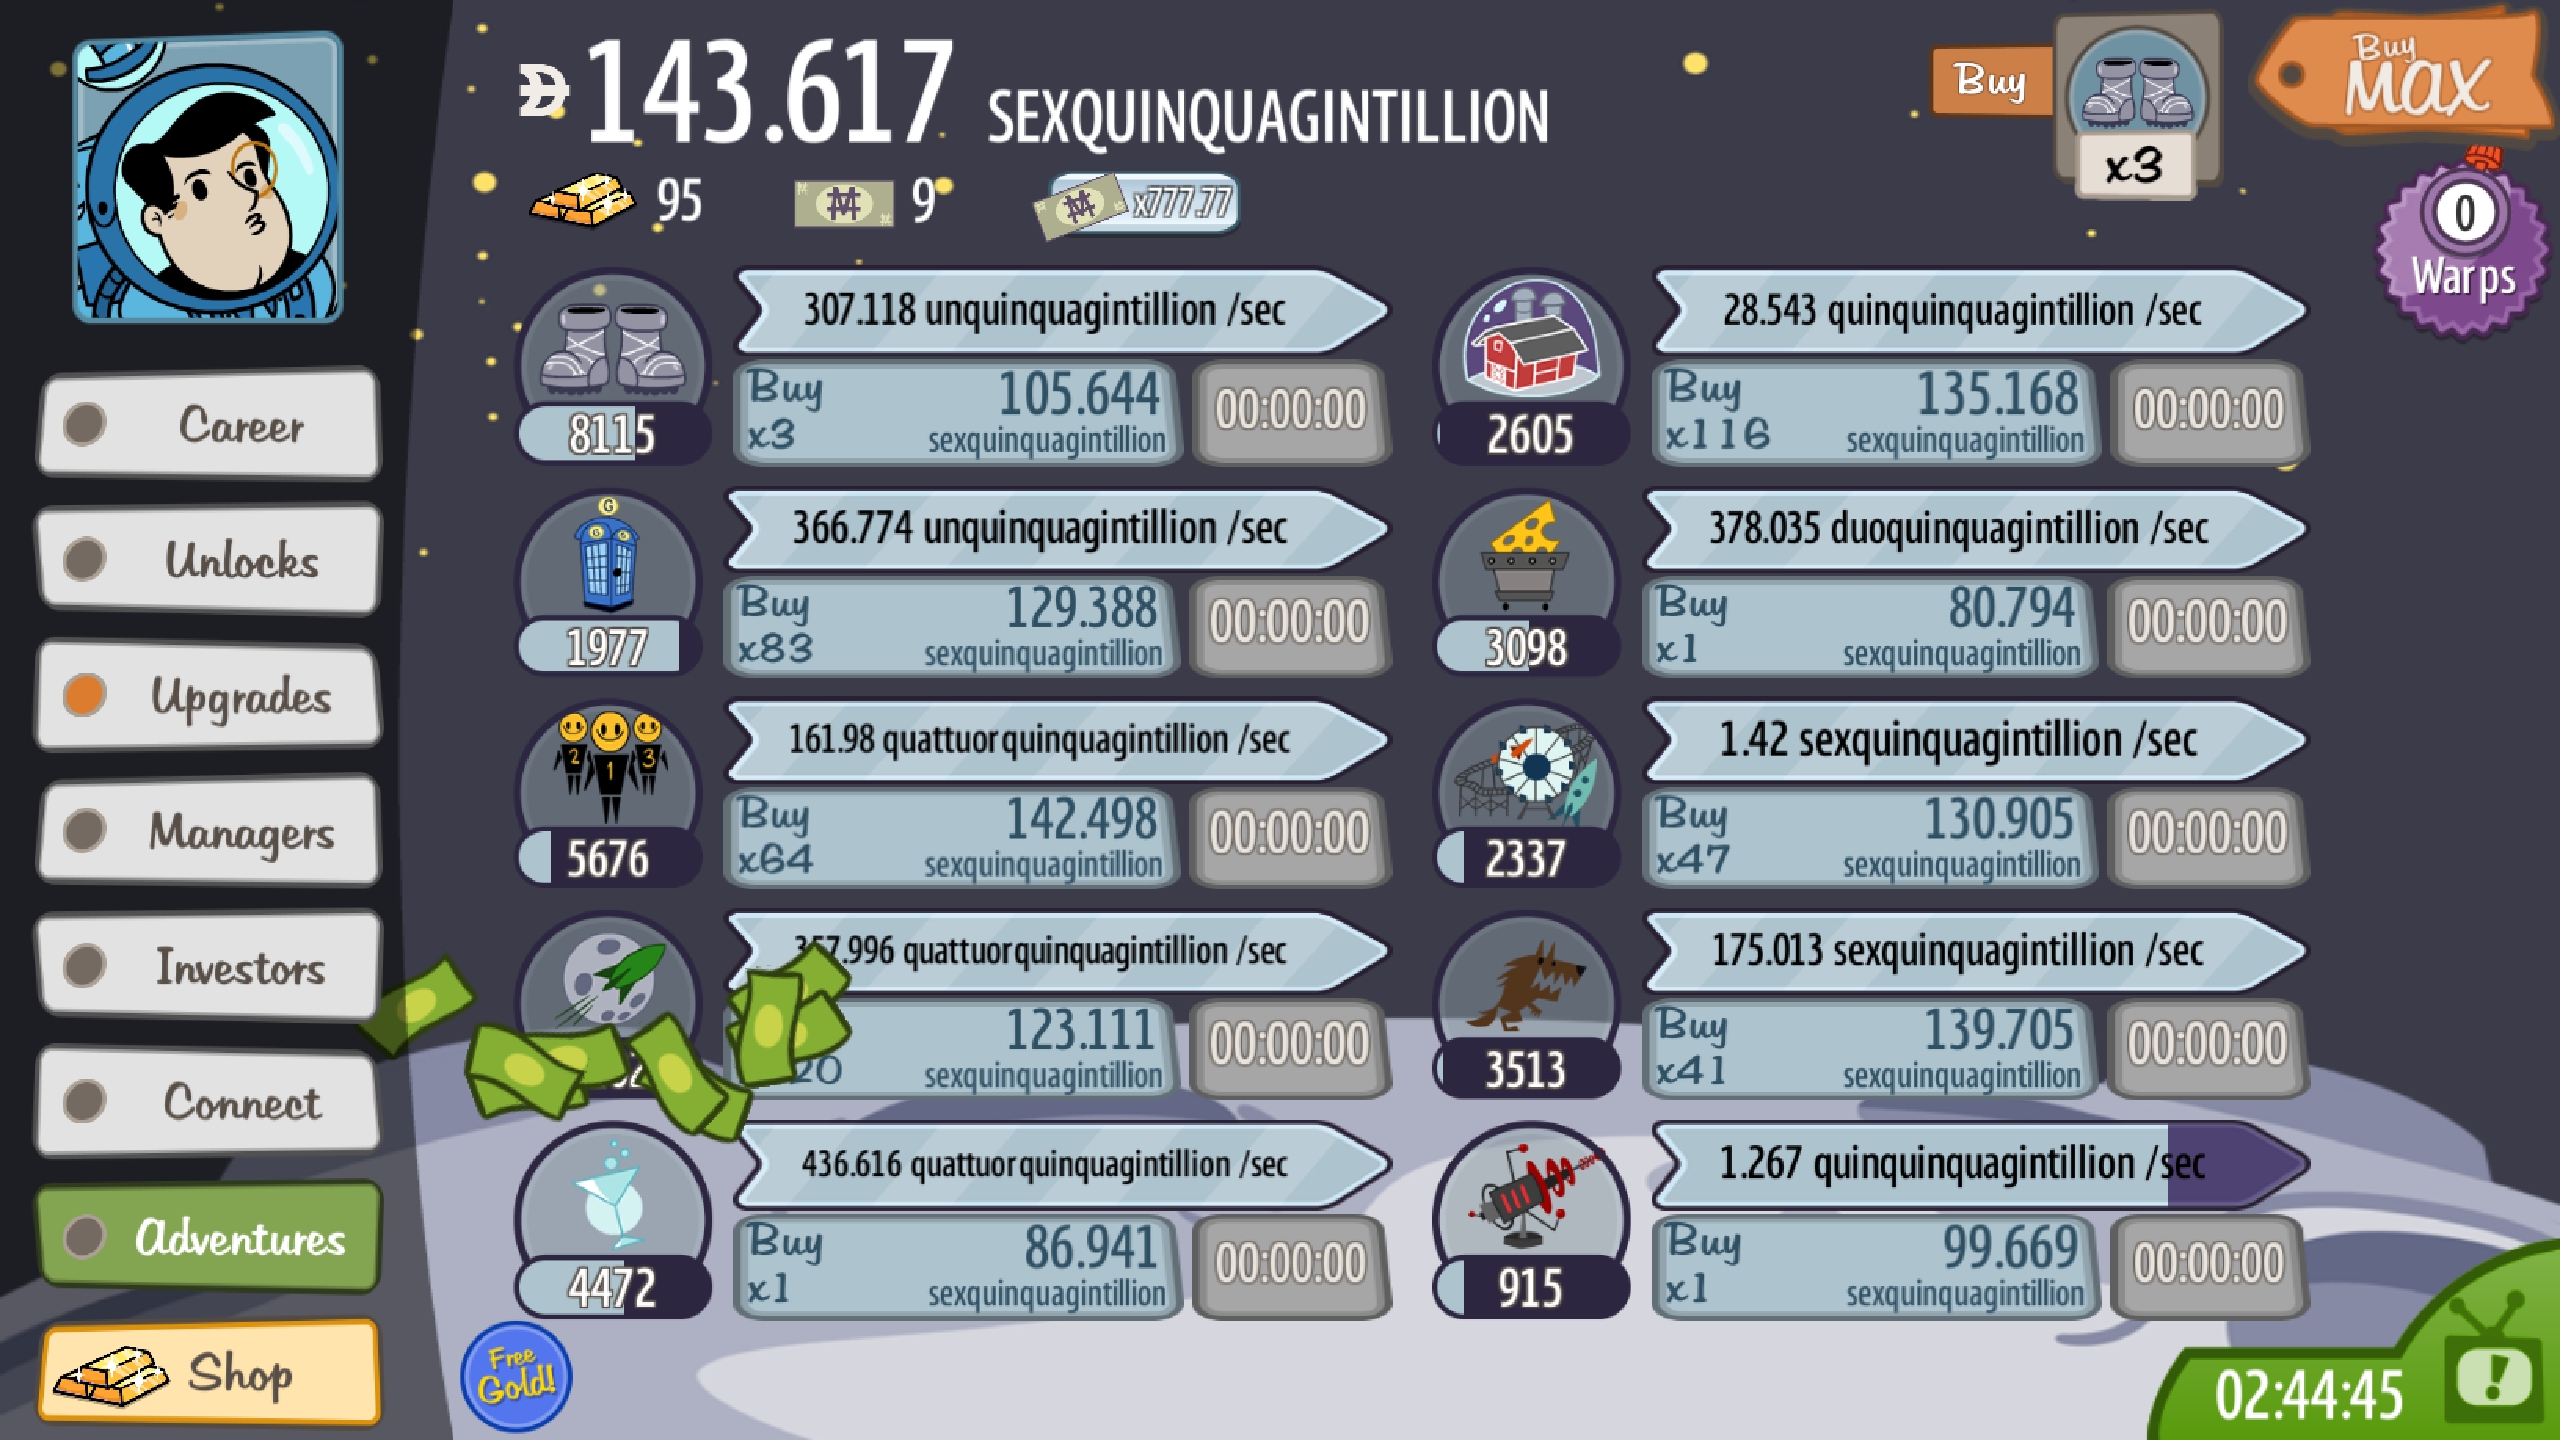 143.617 SEXQUINQUAGINTILLION
95
9
x777.77
Buy
x3
Buy
MAX
0
Warps
Career
Unlocks
Upgrades
Managers
Investors
Connect
Adventures
Shop
307.118 unquinquagintillion /sec
8115
Buy
x3
105.644
sexquinquagintillion
00:00:00
28.543 quinquinquagintillion /sec
2605
Buy
x116
135.168
sexquinquagintillion
00:00:00
G
366.774 unquinquagintillion /sec
1977
Buy
x83
129.388
sexquinquagintillion
00:00:00
378.035 duoquinquagintillion /sec
3098
Buy
x1
80.794
sexquinquagintillion
00:00:00
2 1 3
161.98 quattuorquinquagintillion /sec
5676
Buy
x64
142.498
sexquinquagintillion
00:00:00
1.42 sexquinquagintillion /sec
2337
Buy
x47
130.905
sexquinquagintillion
00:00:00
quattuorquinquagintillion /sec
123.111
sexquinquagintillion
00:00:00
175.013 sexquinquagintillion /sec
3513
Buy
x41
139.705
sexquinquagintillion
00:00:00
436.616 quattuorquinquagintillion /sec
4472
Buy
x1
86.941
sexquinquagintillion
00:00:00
1.267 quinquinquagintillion /sec
915
Buy
x1
99.669
sexquinquagintillion
00:00:00
Free
Gold!
02:44:45
!